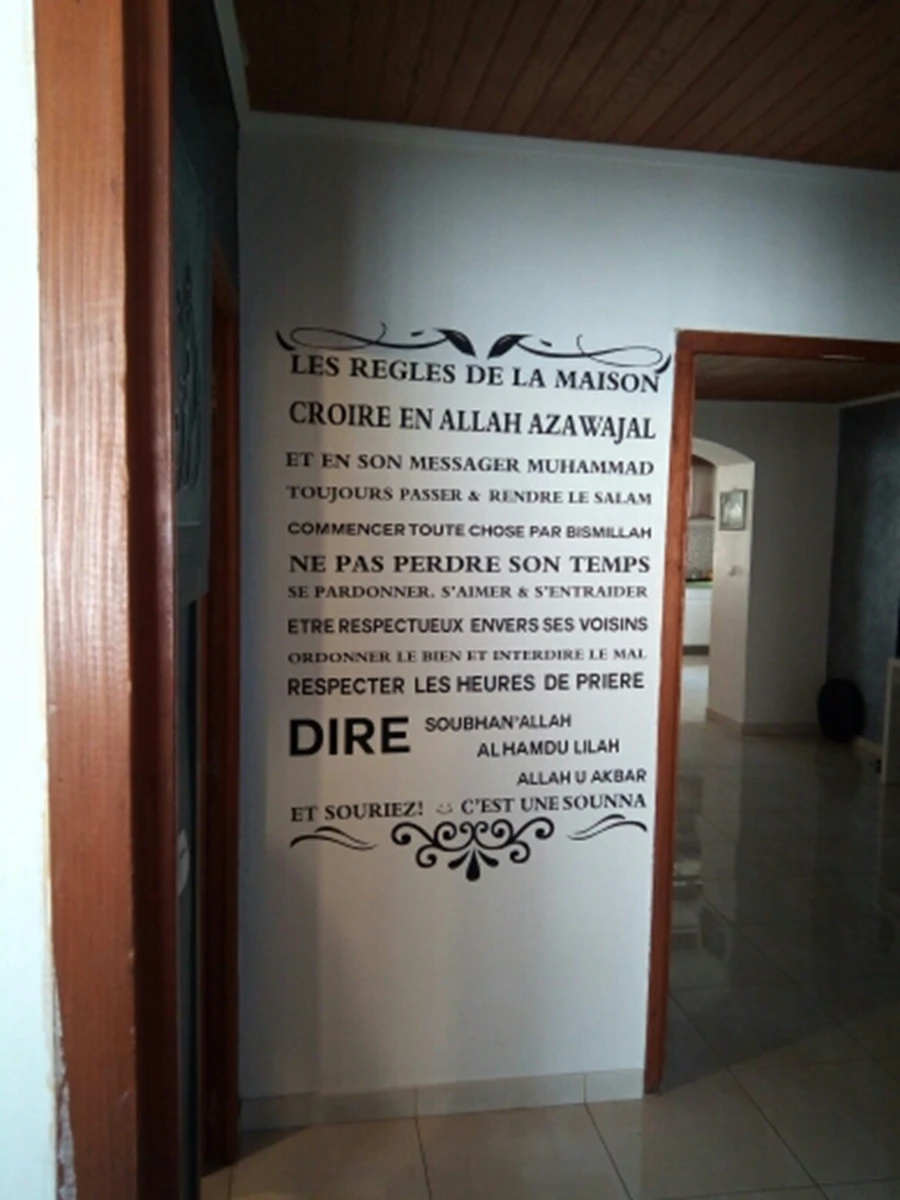 LES REGLES DE LA MAISON
CROIRE EN ALLAH AZAWAJAL
ET EN SON MESSAGER MUHAMMAD
TOUJOURS PASSER & RENDRE LE SALAM
COMMENCER TOUTE CHOSE PAR BISMILLAH
NE PAS PERDRE SON TEMPS
SE PARDONNER. S'AIMER & S'ENTRAIDER
ETRE RESPECTUEUX ENVERS SES VOISINS
ORDONNER LE BIEN ET INTERDIRE LE MAL
RESPECTER LES HEURES DE PRIERE
DIRE SOUBHAN'ALLAH
AL HAMDU LILAH
ALLAH U AKBAR
ET SOURIEZ! :) C'EST UNE SOUNNA